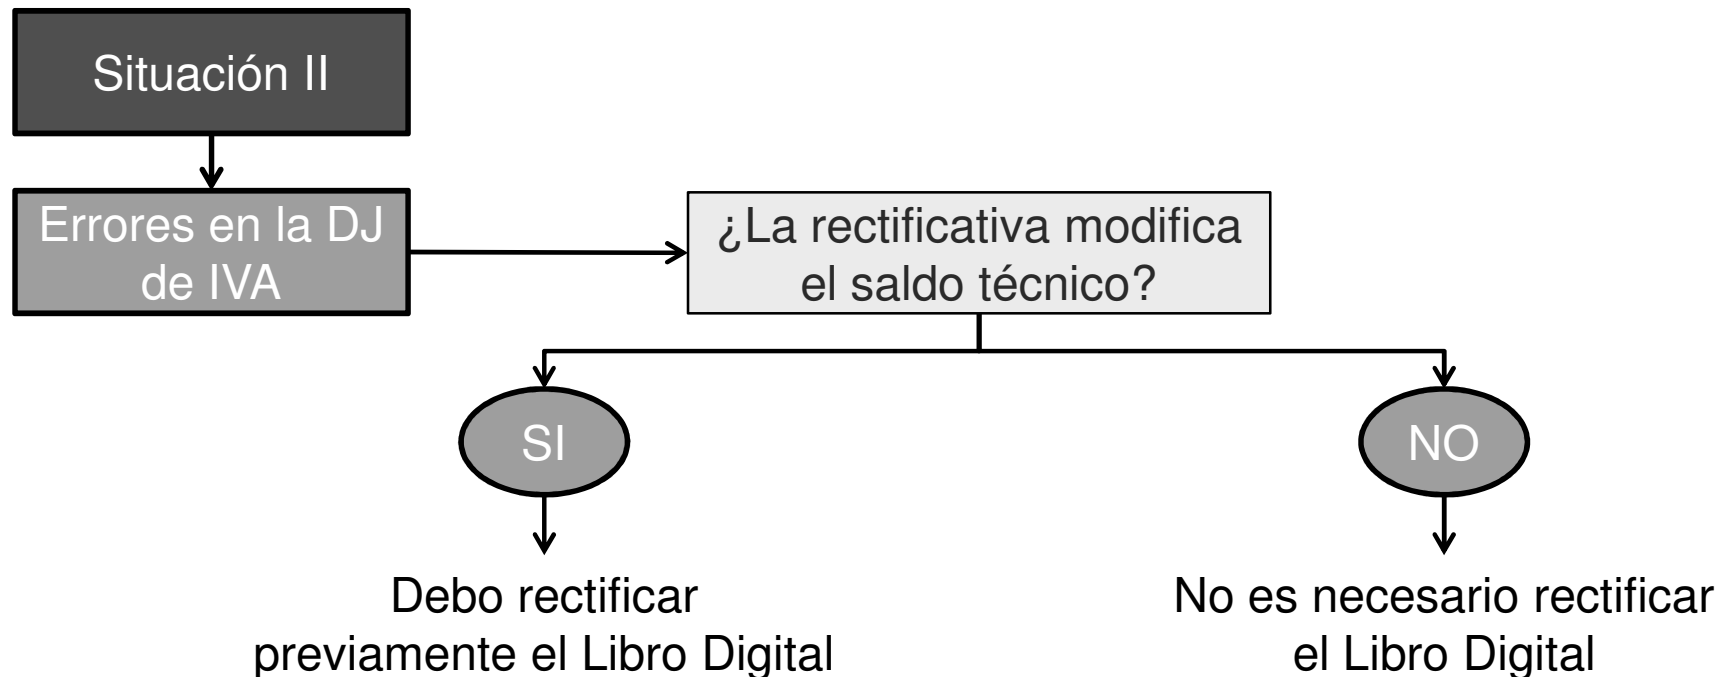 Situación II
Errores en la DJ
de IVA
¿La rectificativa modifica
el saldo técnico?
SI
NO
Debo rectificar
previamente el Libro Digital
No es necesario rectificar
el Libro Digital